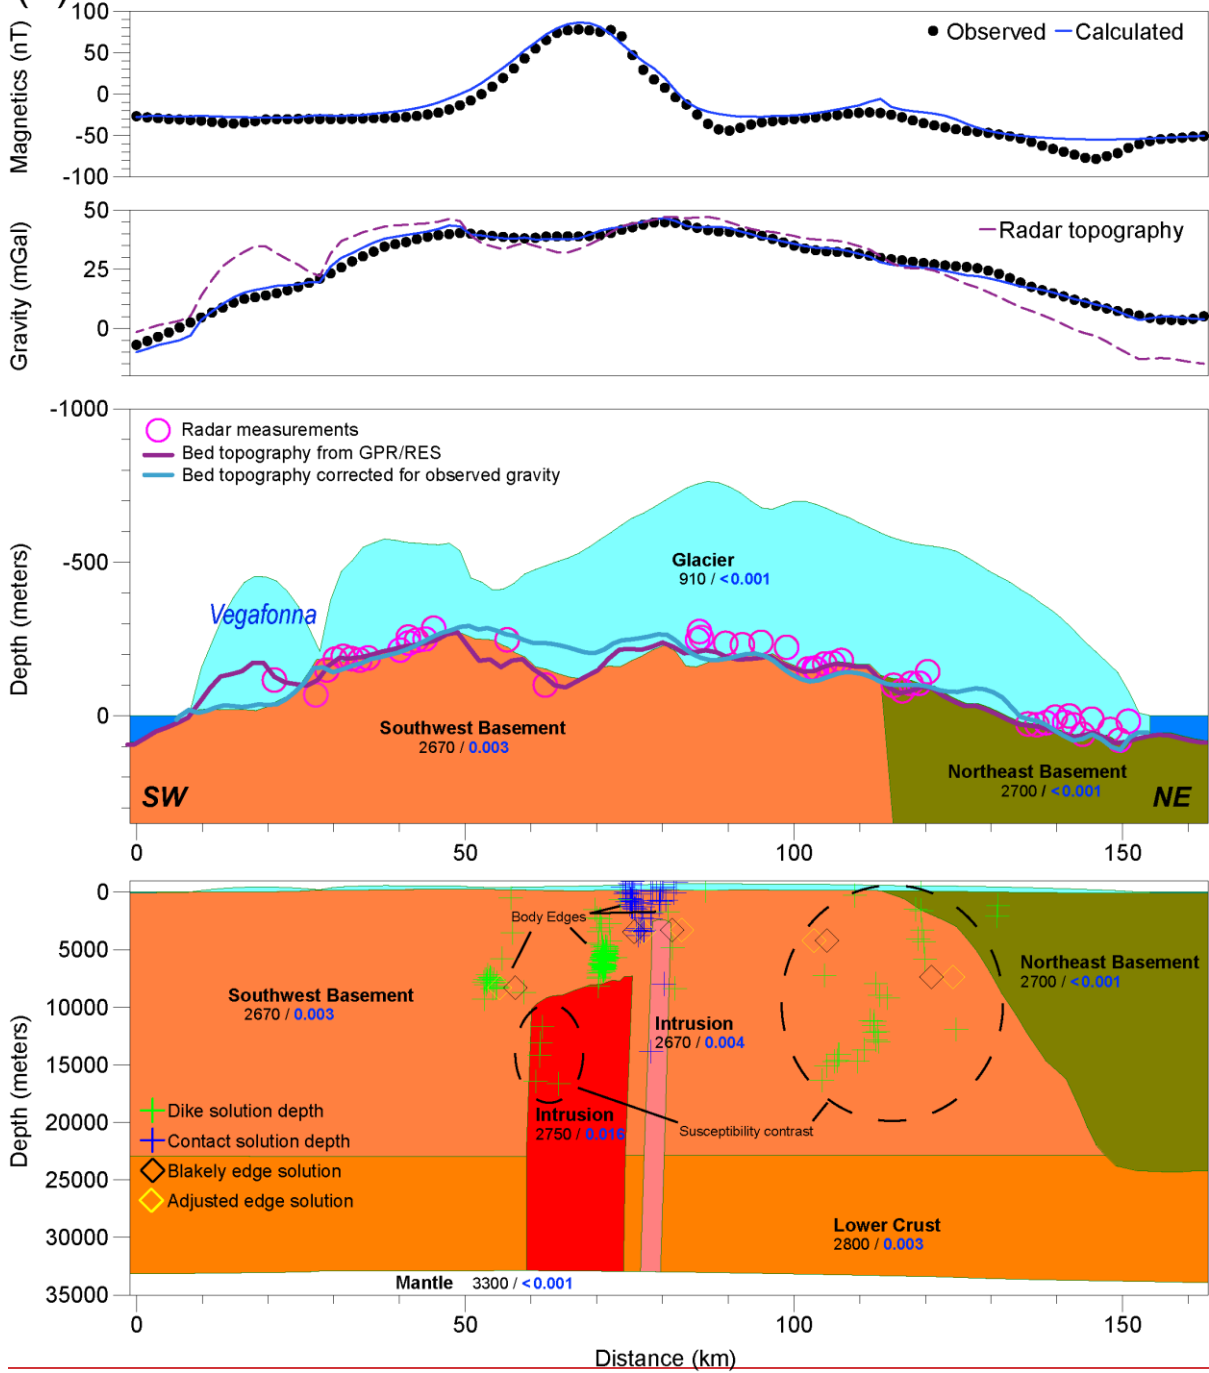 100
50
0
-50
-100
Magnetics (nT)
Observed Calculated
50
25
0
Gravity (mGal)
Radar topography
-1000
-500
0
Depth (meters)
Radar measurements
Bed topography from GPR/RES
Bed topography corrected for observed gravity
Vegafonna
Glacier
910 / <0.001
Southwest Basement
2670 / 0.003
Northeast Basement
2700 / <0.001
SW
NE
0 50 100 150
0
5000
10000
15000
20000
25000
30000
35000
Depth (meters)
Body Edges
Southwest Basement
2670 / 0.003
Northeast Basement
2700 / <0.001
Intrusion
2670 / 0.004
Intrusion
2750 / 0.016
Susceptibility contrast
Dike solution depth
Contact solution depth
Blakely edge solution
Adjusted edge solution
Lower Crust
2800 / 0.003
Mantle 3300 / <0.001
0 50 100 150
Distance (km)